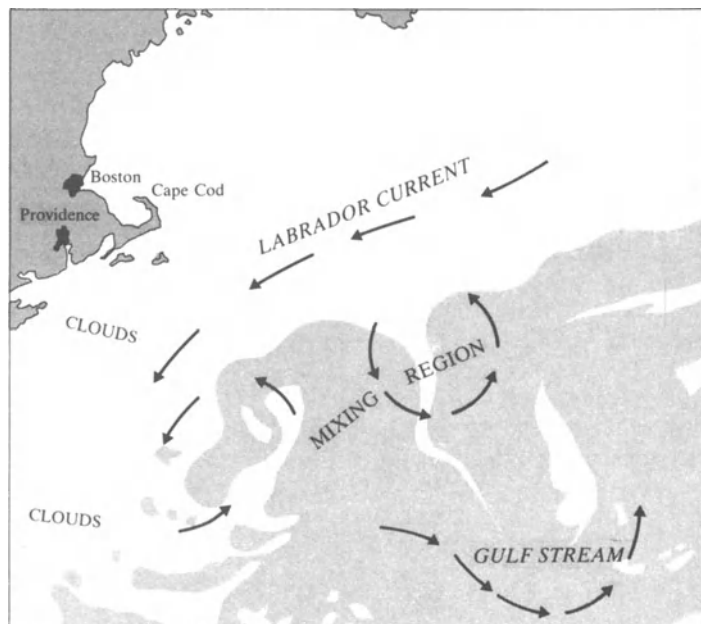 Boston
Cape Cod
Providence
LABRADOR CURRENT
CLOUDS
MIXING REGION
CLOUDS
GULF STREAM